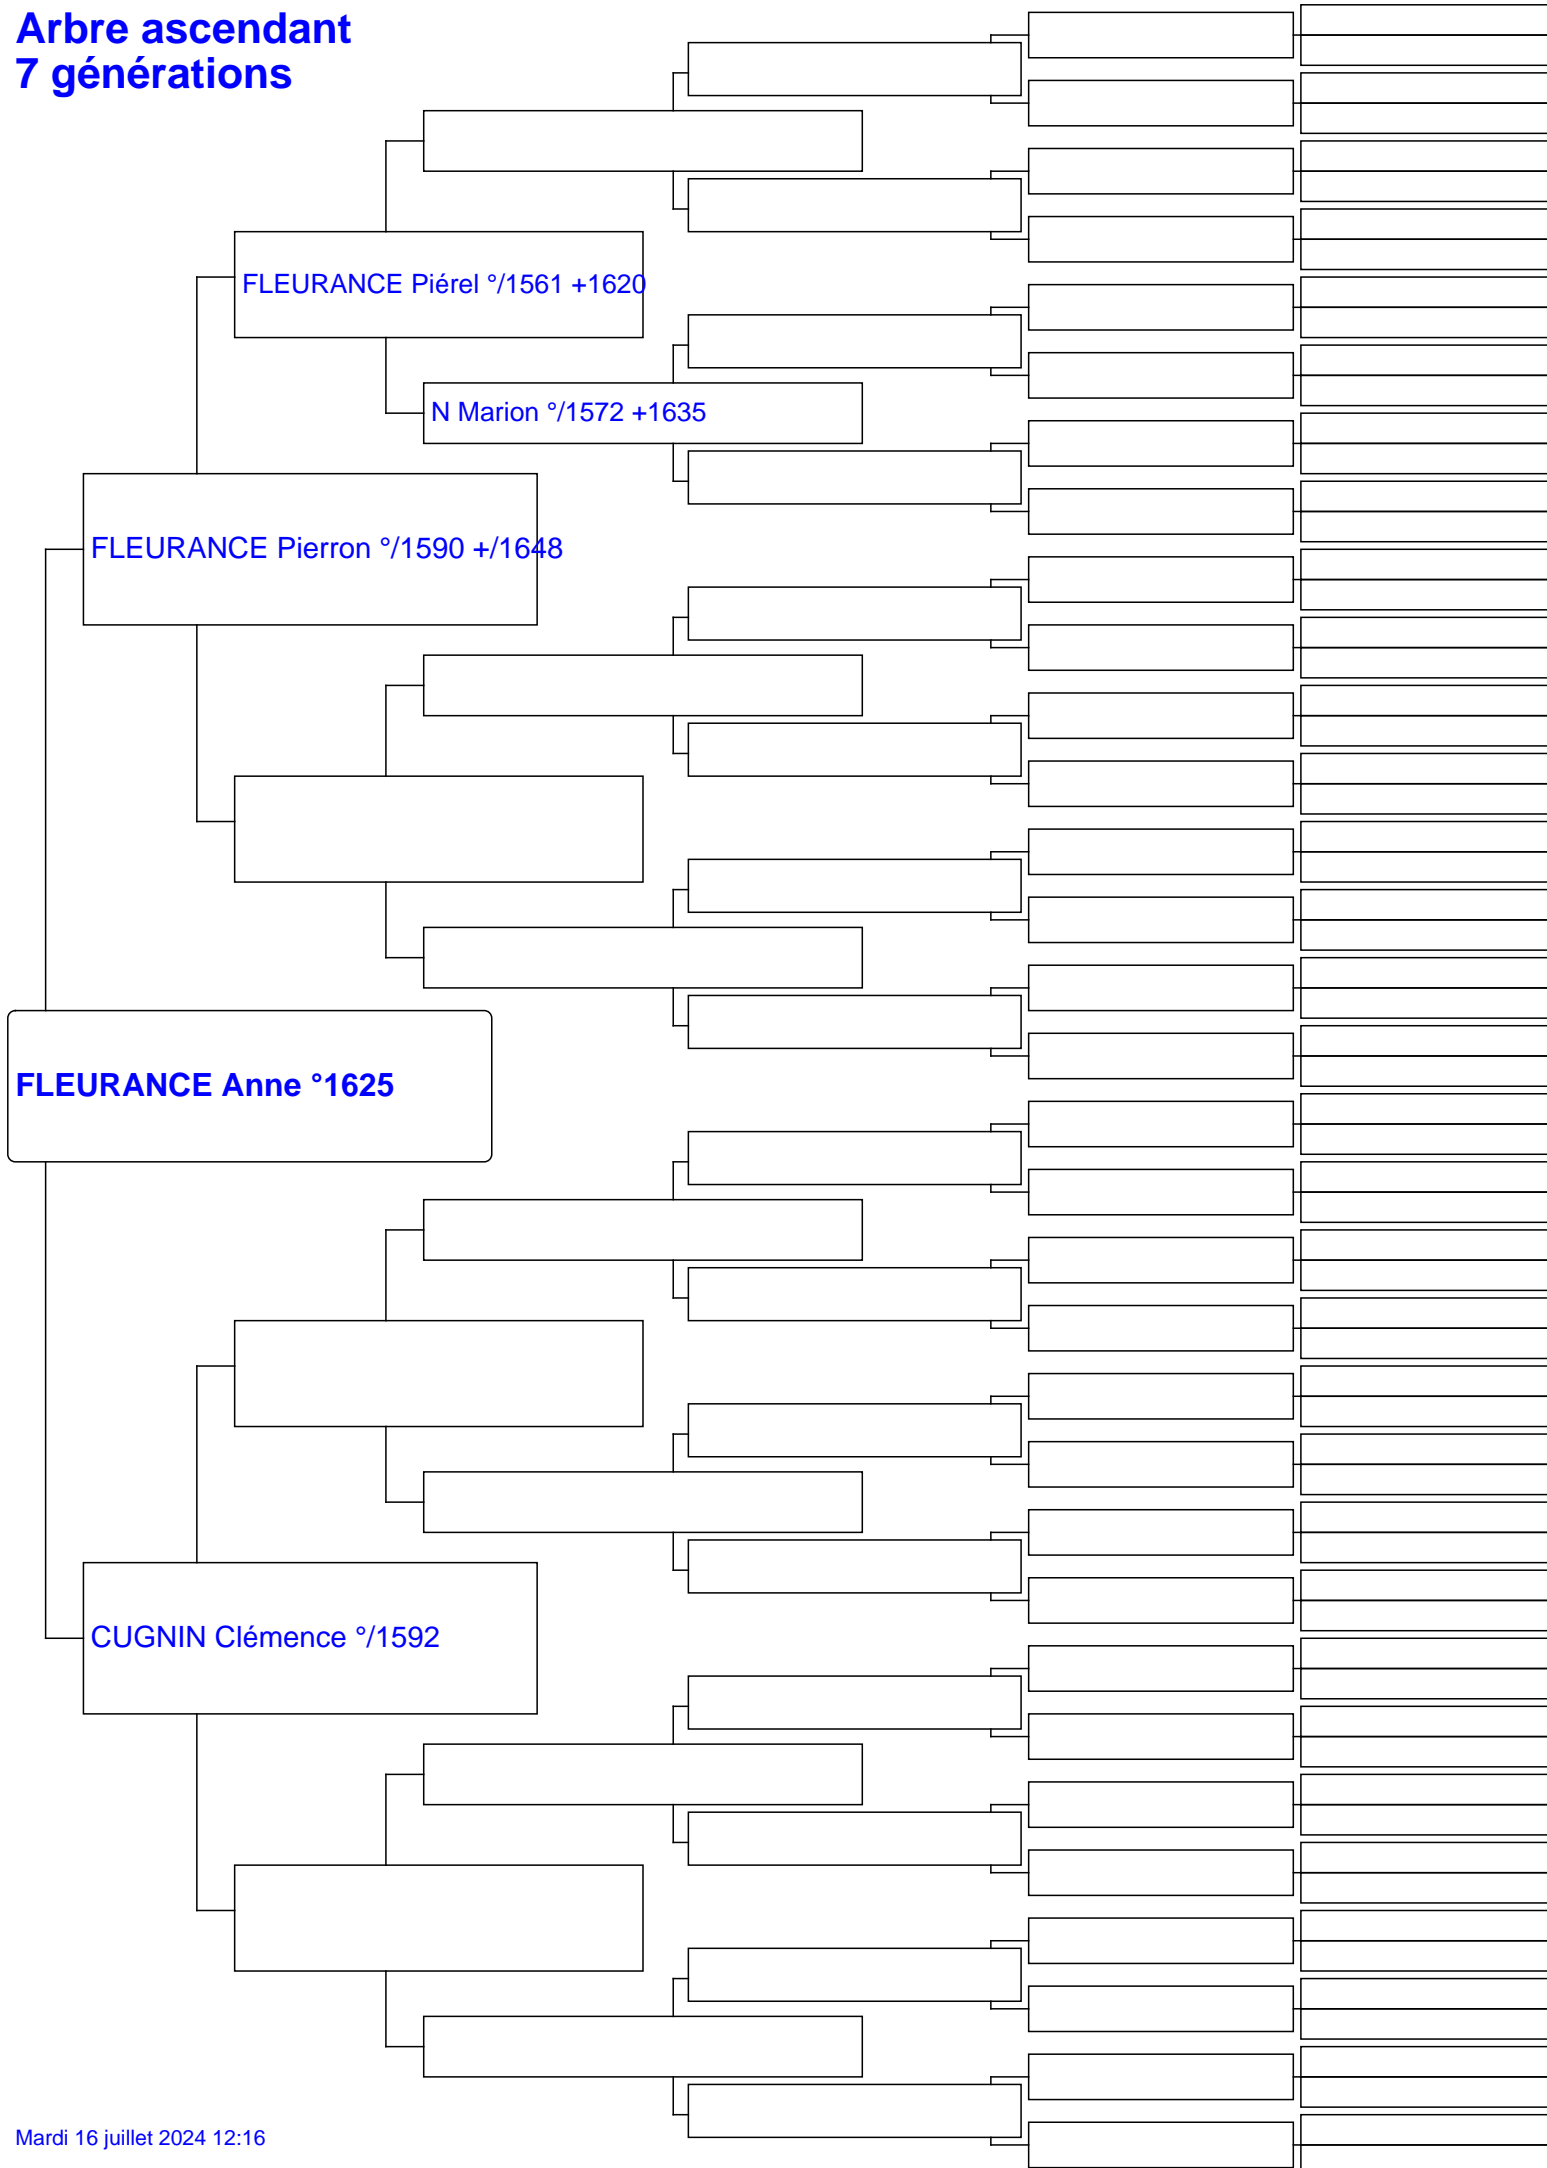 Arbre ascendant
7 générations
FLEURANCE Piérel °/1561 +1620
N Marion °/1572 +1635
FLEURANCE Pierron °/1590 +/1648
FLEURANCE Anne °1625
CUGNIN Clémence °/1592
Mardi 16 juillet 2024 12:16